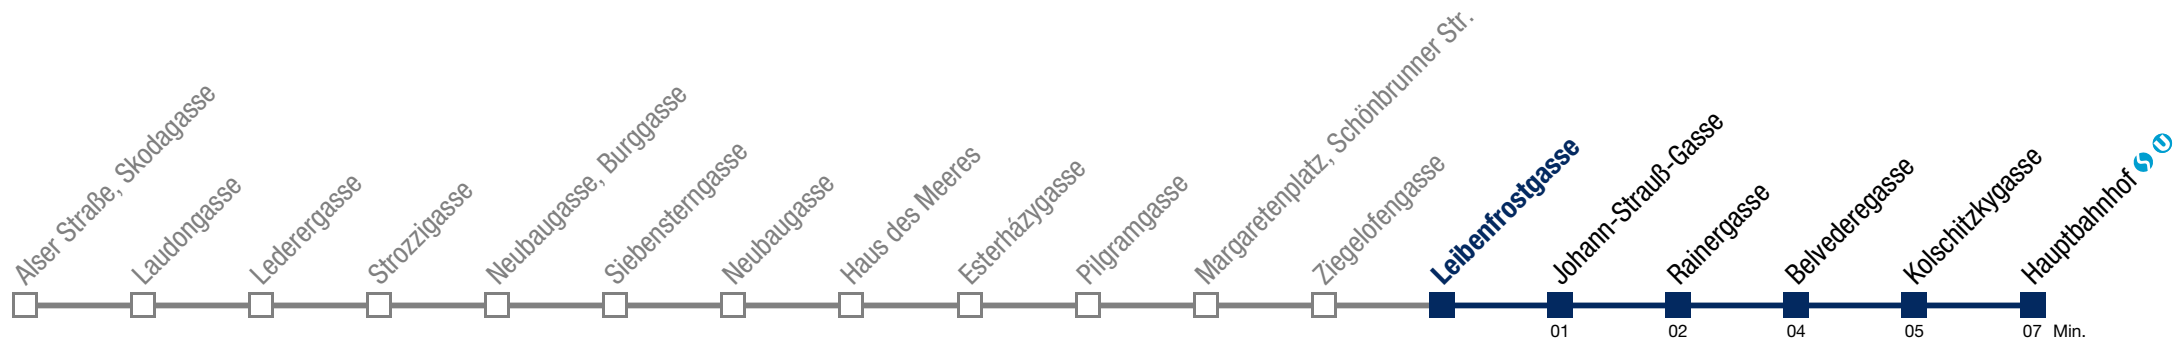 Alser Straße, Skodagasse
Laudongasse
Lederergasse
Strozzigasse
Neubaugasse, Burggasse
Siebensterngasse
Neubaugasse
Haus des Meeres
Esterházygasse
Pilgramgasse
Margaretenplatz, Schönbrunner Str.
Ziegelofengasse
Leibenfrostgasse
Johann-Strauß-Gasse
Rainergasse
Belvederegasse
Kolschitzkygasse
Hauptbahnhof S U
01 02 04 05 07 Min.